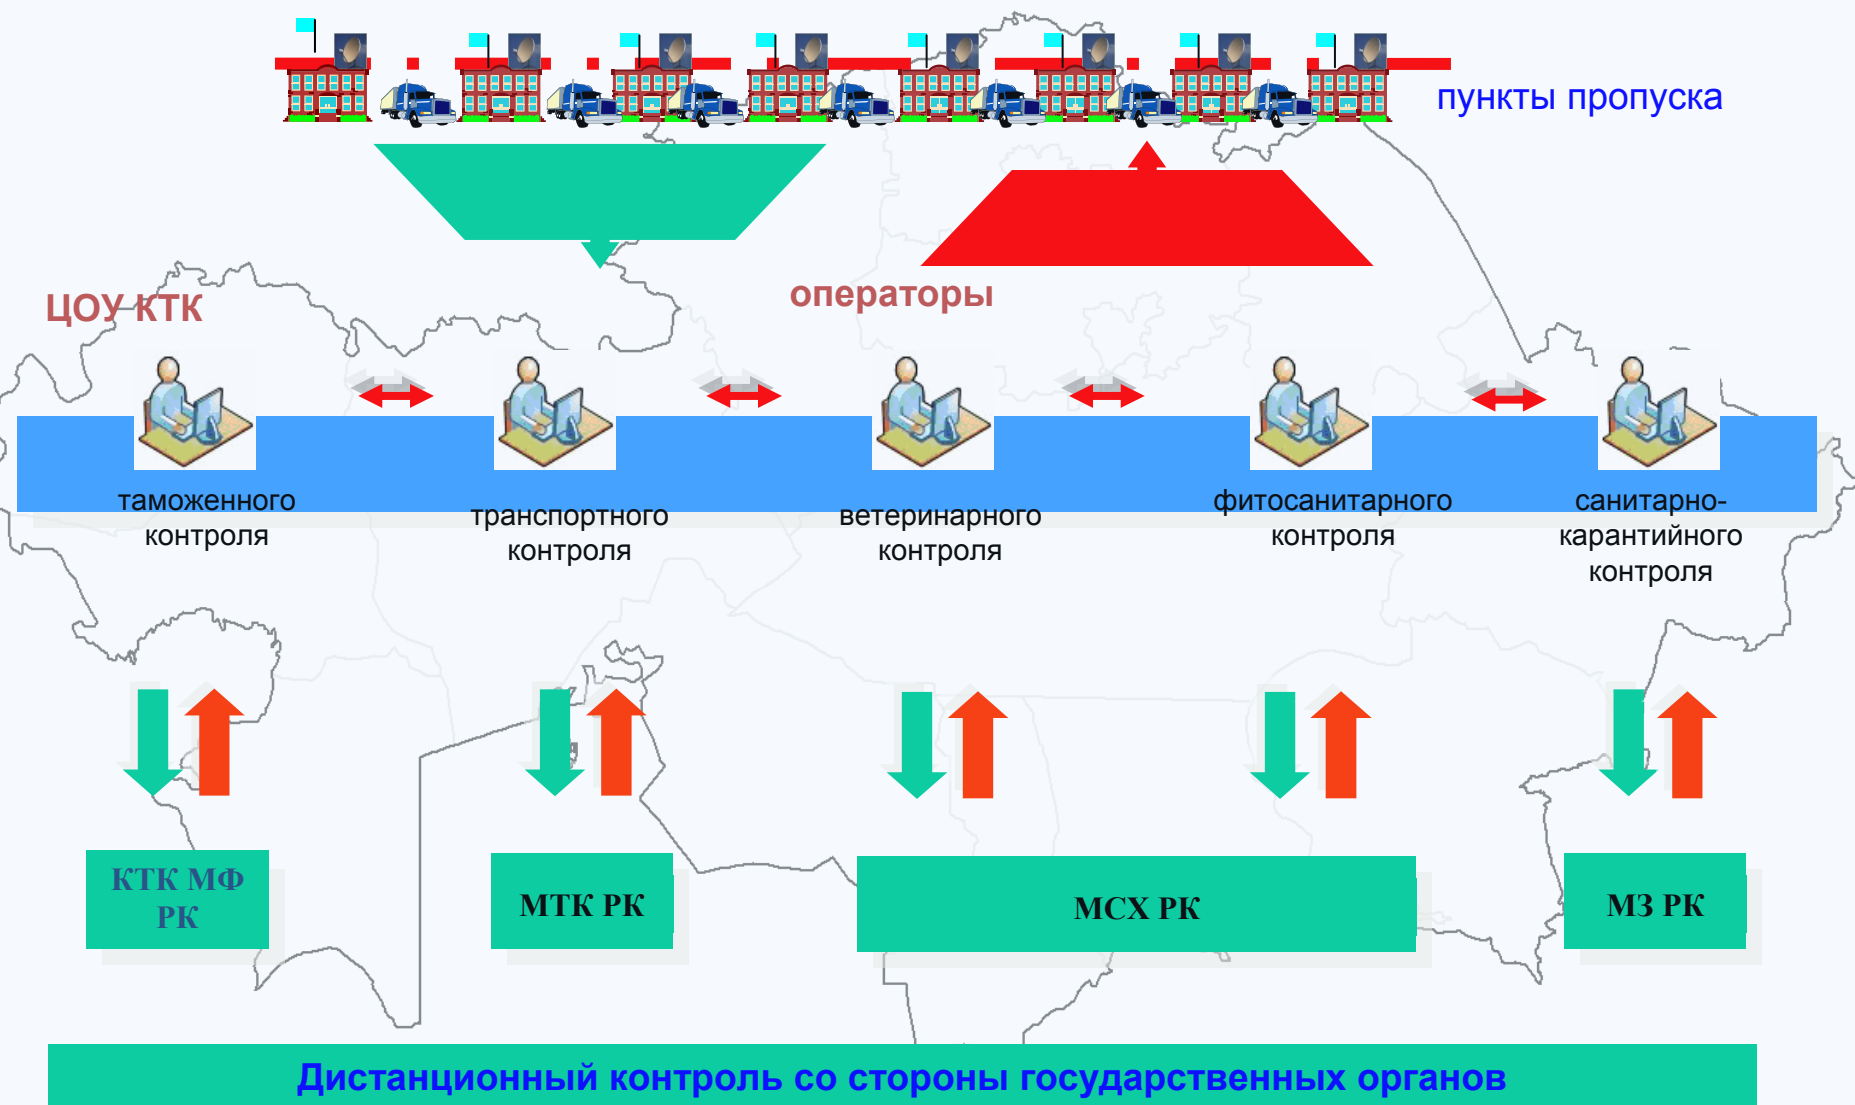 пункты пропуска
ЦОУ КТК
операторы
таможенного
контроля
транспортного
контроля
ветеринарного
контроля
фитосанитарного
контроля
санитарно-
карантийного
контроля
КТК МФ
РК
МТК РК
МСХ РК
МЗ РК
Дистанционный контроль со стороны государственных органов